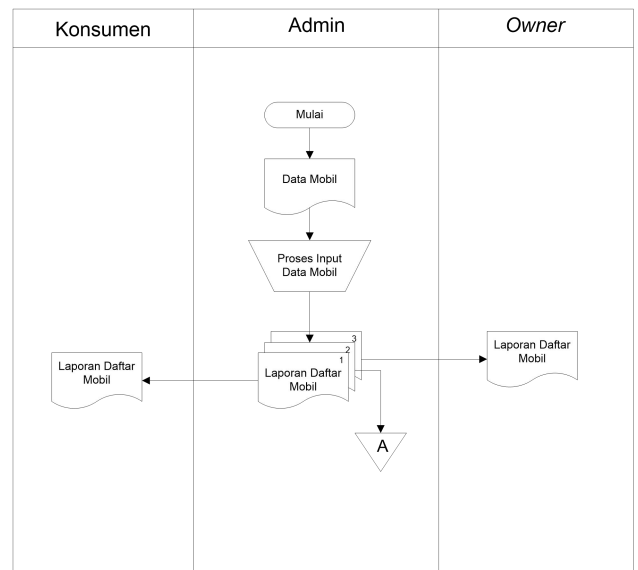 Konsumen
Admin
Owner
Mulai
Data Mobil
Proses Input
Data Mobil
3
2
1
Laporan Daftar
Mobil
Laporan Daftar
Mobil
Laporan Daftar
Mobil
A